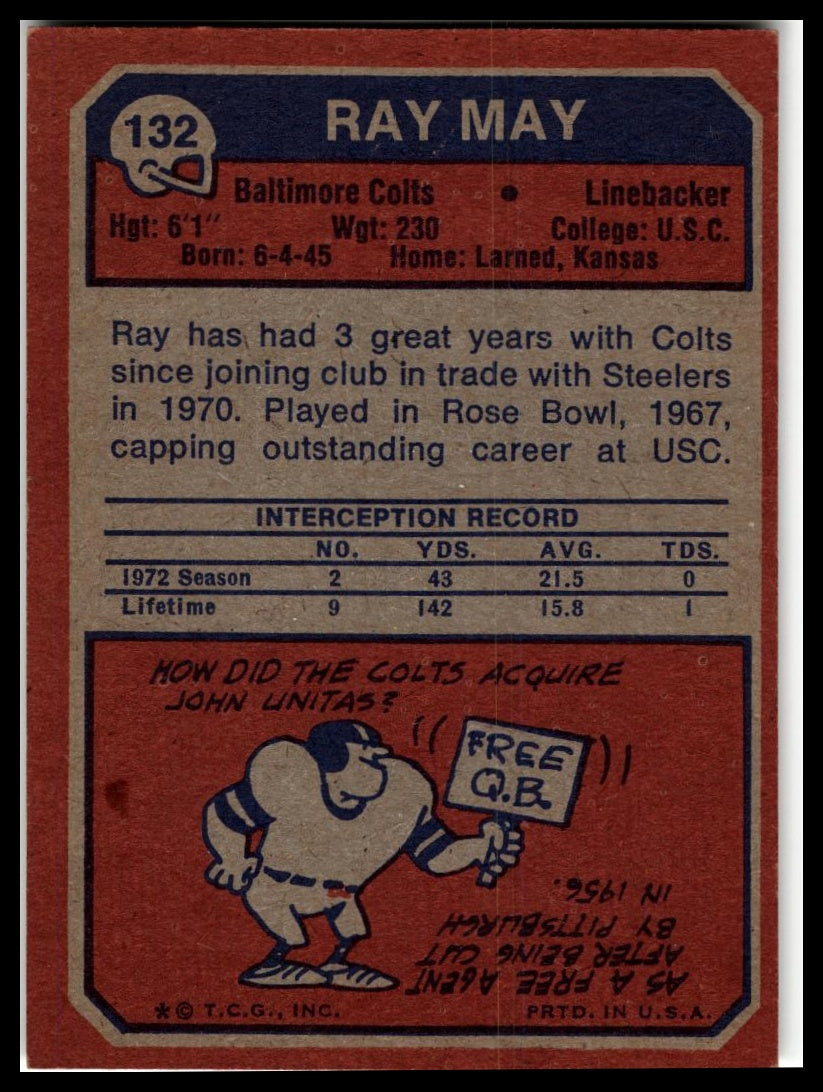 132
RAY MAY
Baltimore Colts • Linebacker
Hgt: 6'1" Wgt: 230 College: U.S.C.
Born: 6-4-45 Home: Larned, Kansas
Ray has had 3 great years with Colts
since joining club in trade with Steelers
in 1970. Played in Rose Bowl, 1967,
capping outstanding career at USC.
INTERCEPTION RECORD
NO. YDS. AVG. TDS.
1972 Season 2 43 21.5 0
Lifetime 9 142 15.8 1
HOW DID THE COLTS ACQUIRE
JOHN UNITAS?
FREE
Q.B.
AS A FREE AGENT
AFTER BEING CUT
BY PITTSBURGH
IN 1956.
*© T.C.G., INC. PRTD. IN U.S.A.